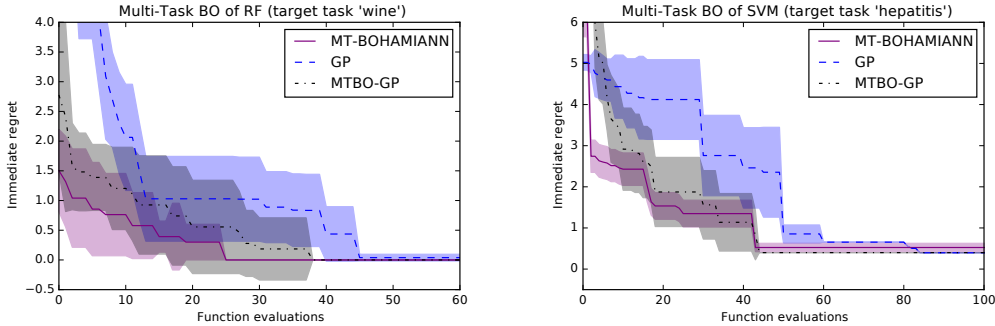 Multi-Task BO of RF (target task 'wine')
4.0
3.5
3.0
2.5
2.0
1.5
1.0
0.5
0.0
−0.5
Immediate regret
0
10
20
30
40
50
60
Function evaluations
MT-BOHAMIANN
GP
MTBO-GP
Multi-Task BO of SVM (target task 'hepatitis')
6
5
4
3
2
1
0
Immediate regret
0
20
40
60
80
100
Function evaluations
MT-BOHAMIANN
GP
MTBO-GP